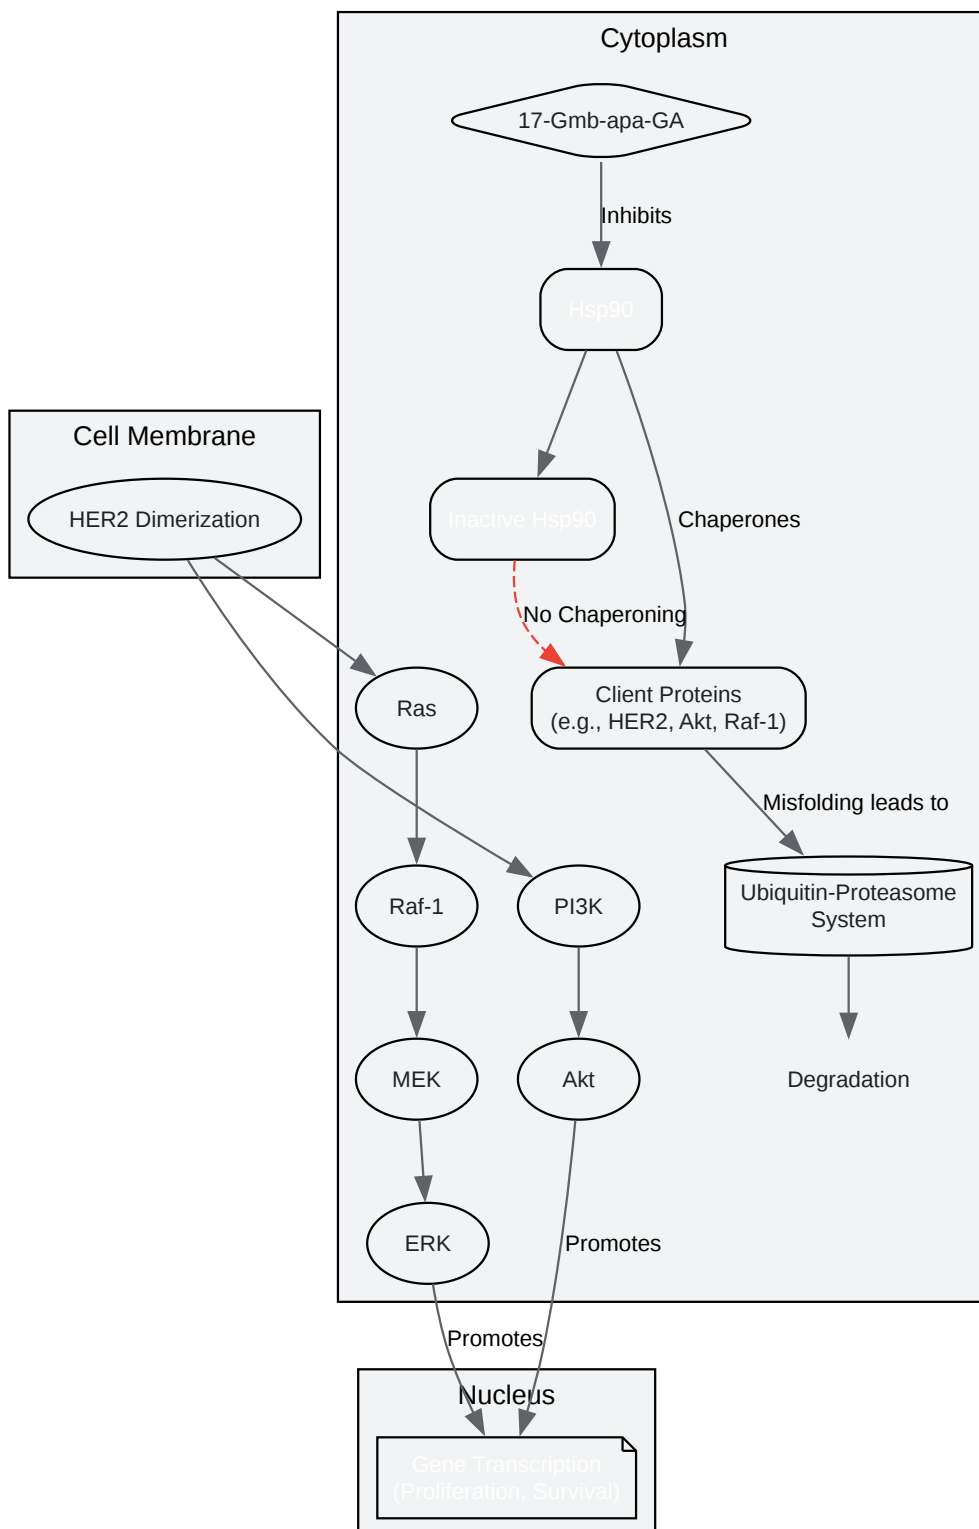 Cytoplasm
17-Gmb-apa-GA
Inhibits
Hsp90
Cell Membrane
HER2 Dimerization
Inactive Hsp90
Chaperones
No Chaperoning
Ras
Client Proteins
(e.g., HER2, Akt, Raf-1)
Misfolding leads to
Raf-1
PI3K
Ubiquitin-Proteasome
System
MEK
Akt
Degradation
ERK
Promotes
Promotes
Nucleus
Gene Transcription
(Proliferation, Survival)